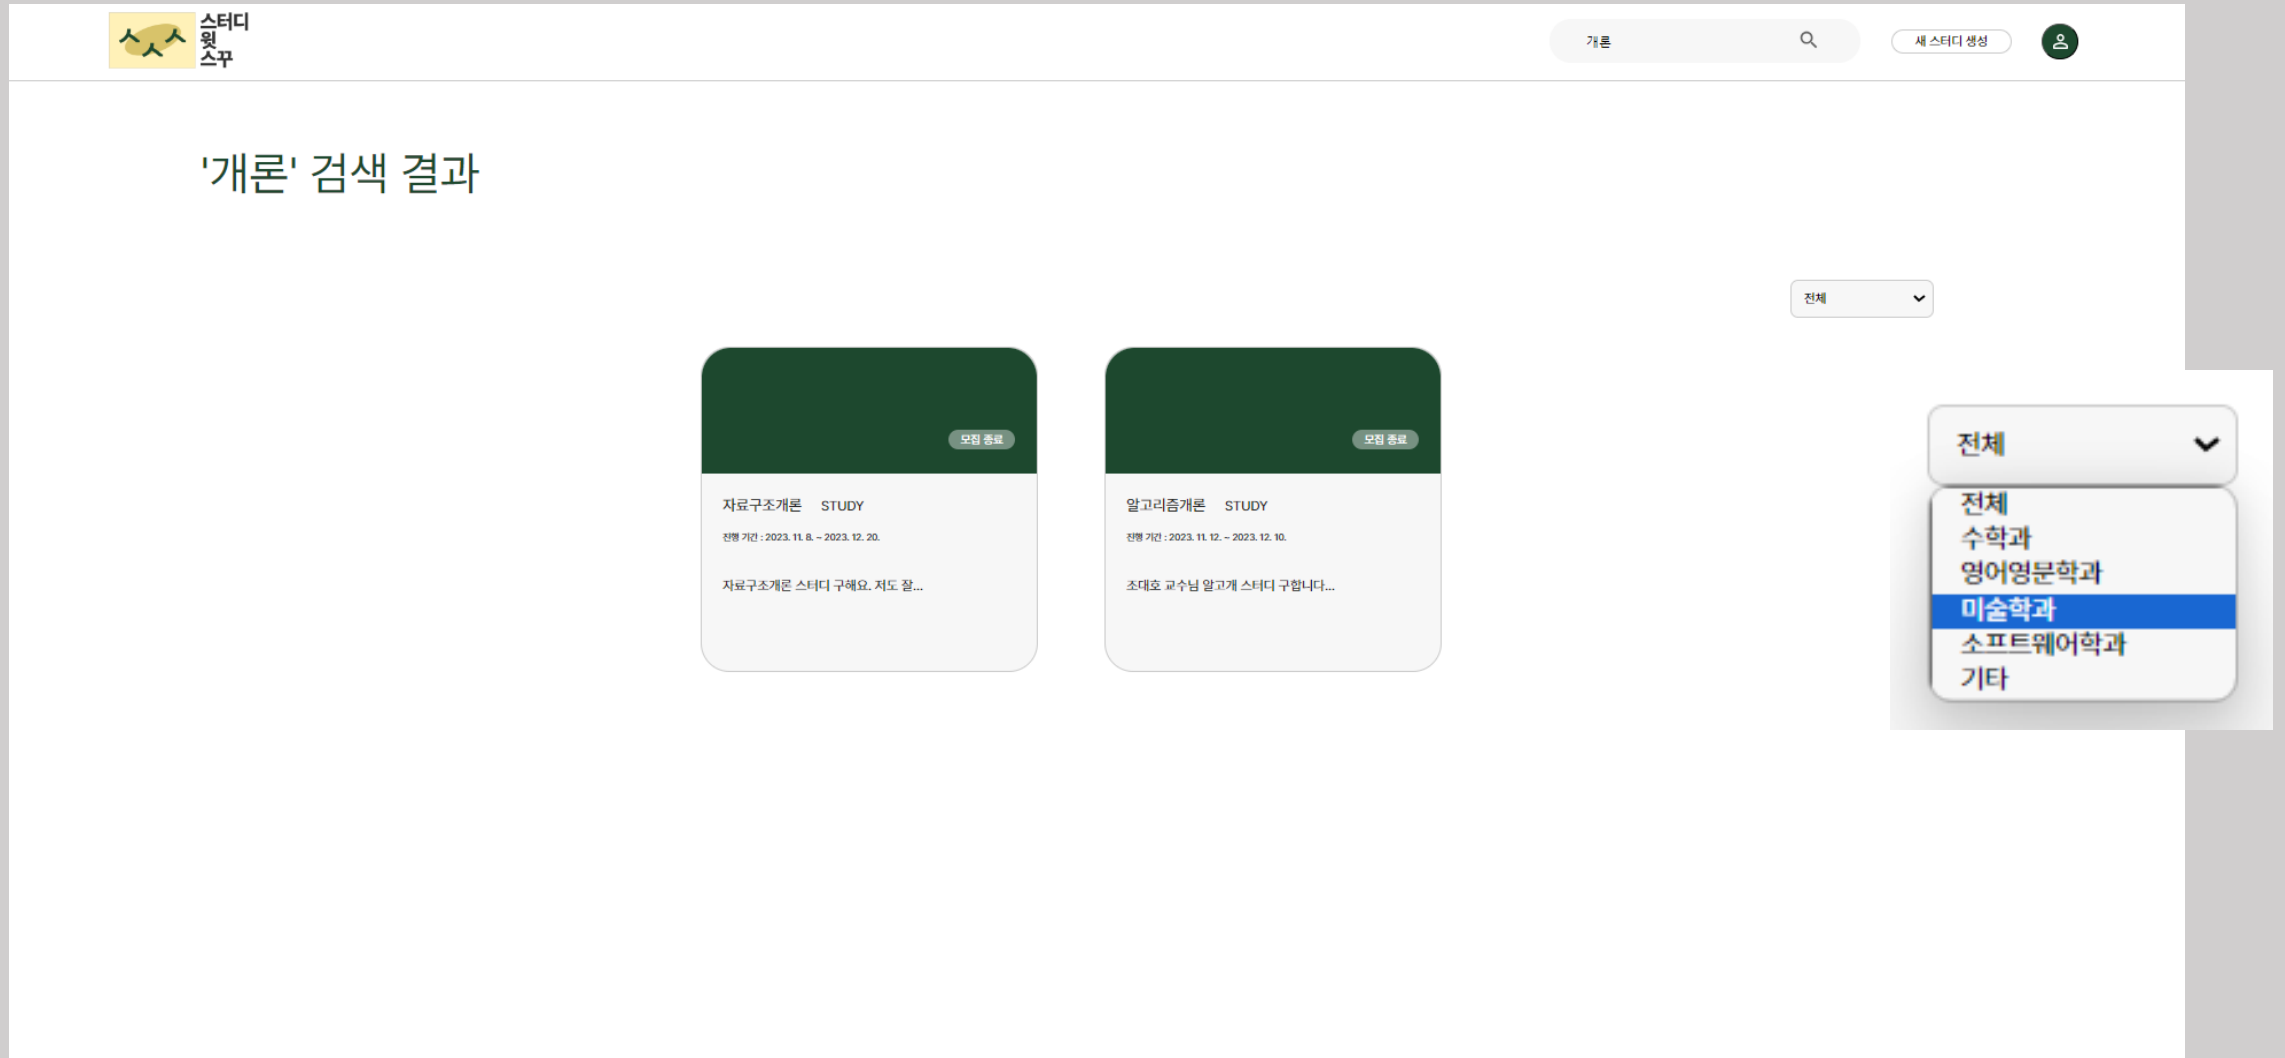 스터디
윗
스꾸
개론
새 스터디 생성
'개론' 검색 결과
전체
모집 종료
자료구조개론 STUDY
진행 기간 : 2023. 11. 8. ~ 2023. 12. 20.
자료구조개론 스터디 구해요. 저도 잘...
모집 종료
알고리즘개론 STUDY
진행 기간 : 2023. 11. 12. ~ 2023. 12. 10.
조대호 교수님 알고개 스터디 구합니다...
전체
전체
수학과
영어영문학과
미술학과
소프트웨어학과
기타